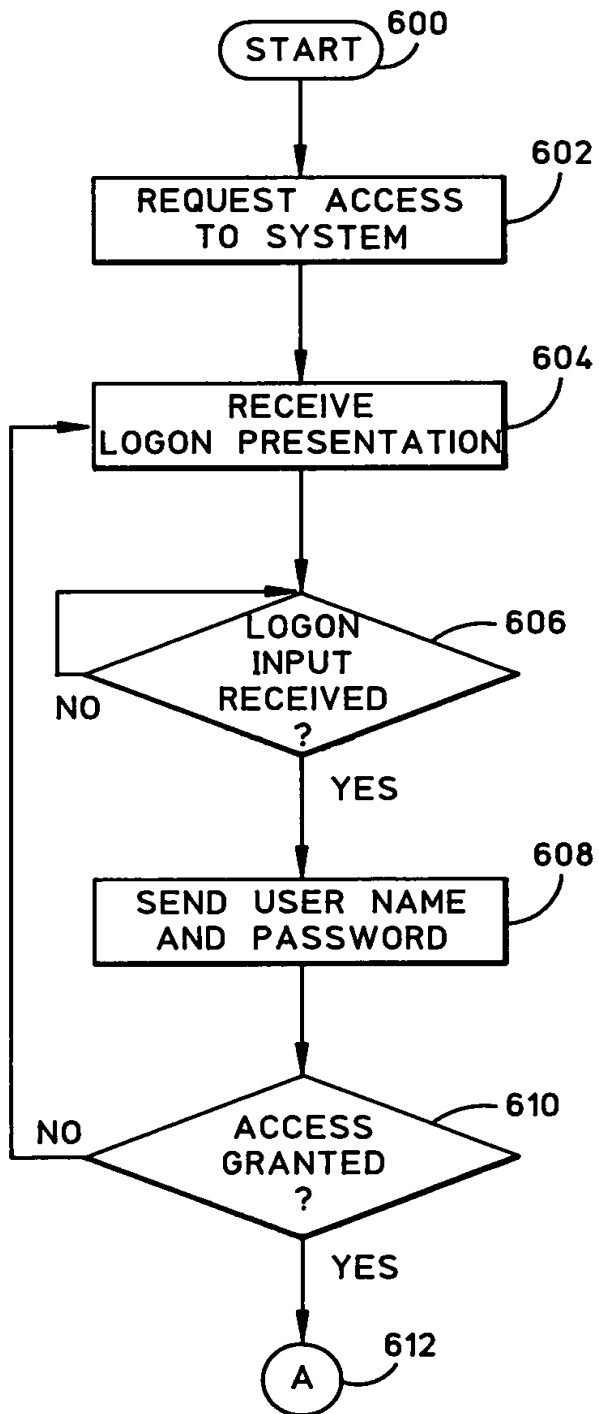 START
600
602
REQUEST ACCESS
TO SYSTEM
604
RECEIVE
LOGON PRESENTATION
606
LOGON
INPUT
RECEIVED
?
NO
YES
608
SEND USER NAME
AND PASSWORD
610
ACCESS
GRANTED
?
NO
YES
A
612